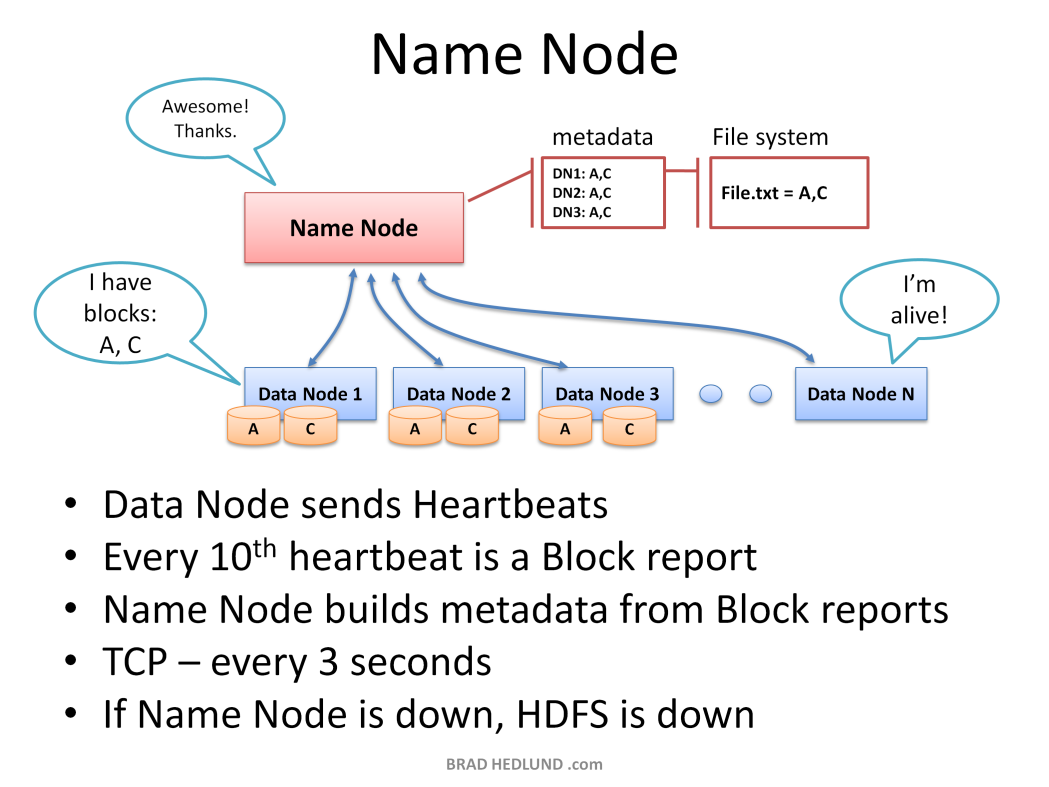 Name Node
Awesome!
Thanks.
metadata
File system
DN1: A,C
DN2: A,C
DN3: A,C
File.txt = A,C
Name Node
I have
blocks:
A, C
I’m
alive!
Data Node 1
Data Node 2
Data Node 3
Data Node N
A
C
A
C
A
C
• Data Node sends Heartbeats
• Every 10th heartbeat is a Block report
• Name Node builds metadata from Block reports
• TCP – every 3 seconds
• If Name Node is down, HDFS is down
BRAD HEDLUND .com